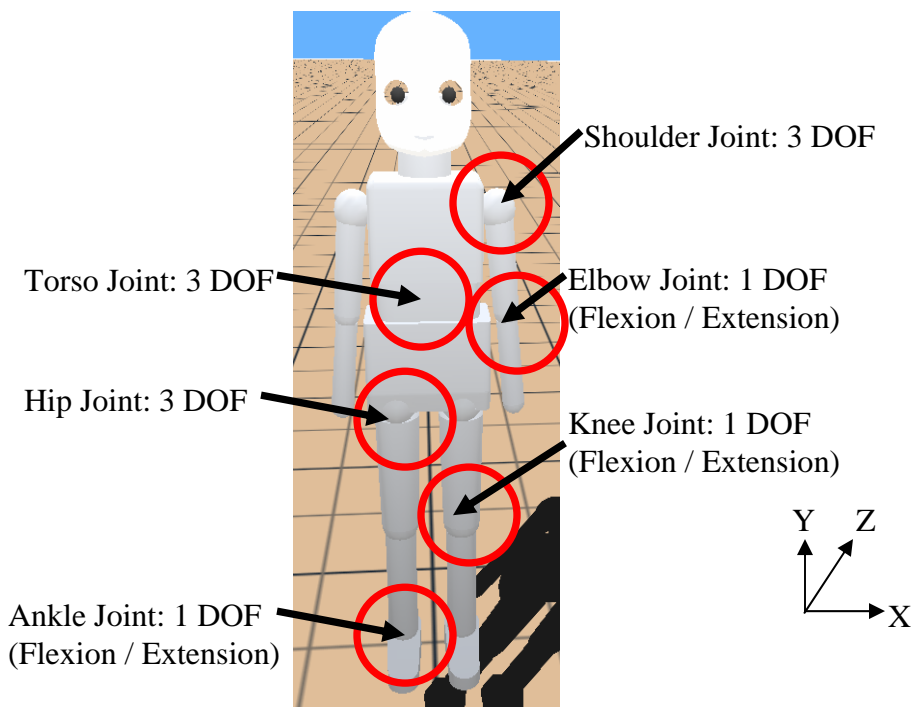 Shoulder Joint: 3 DOF
Torso Joint: 3 DOF
Elbow Joint: 1 DOF
(Flexion / Extension)
Hip Joint: 3 DOF
Knee Joint: 1 DOF
(Flexion / Extension)
Y
Z
X
Ankle Joint: 1 DOF
(Flexion / Extension)